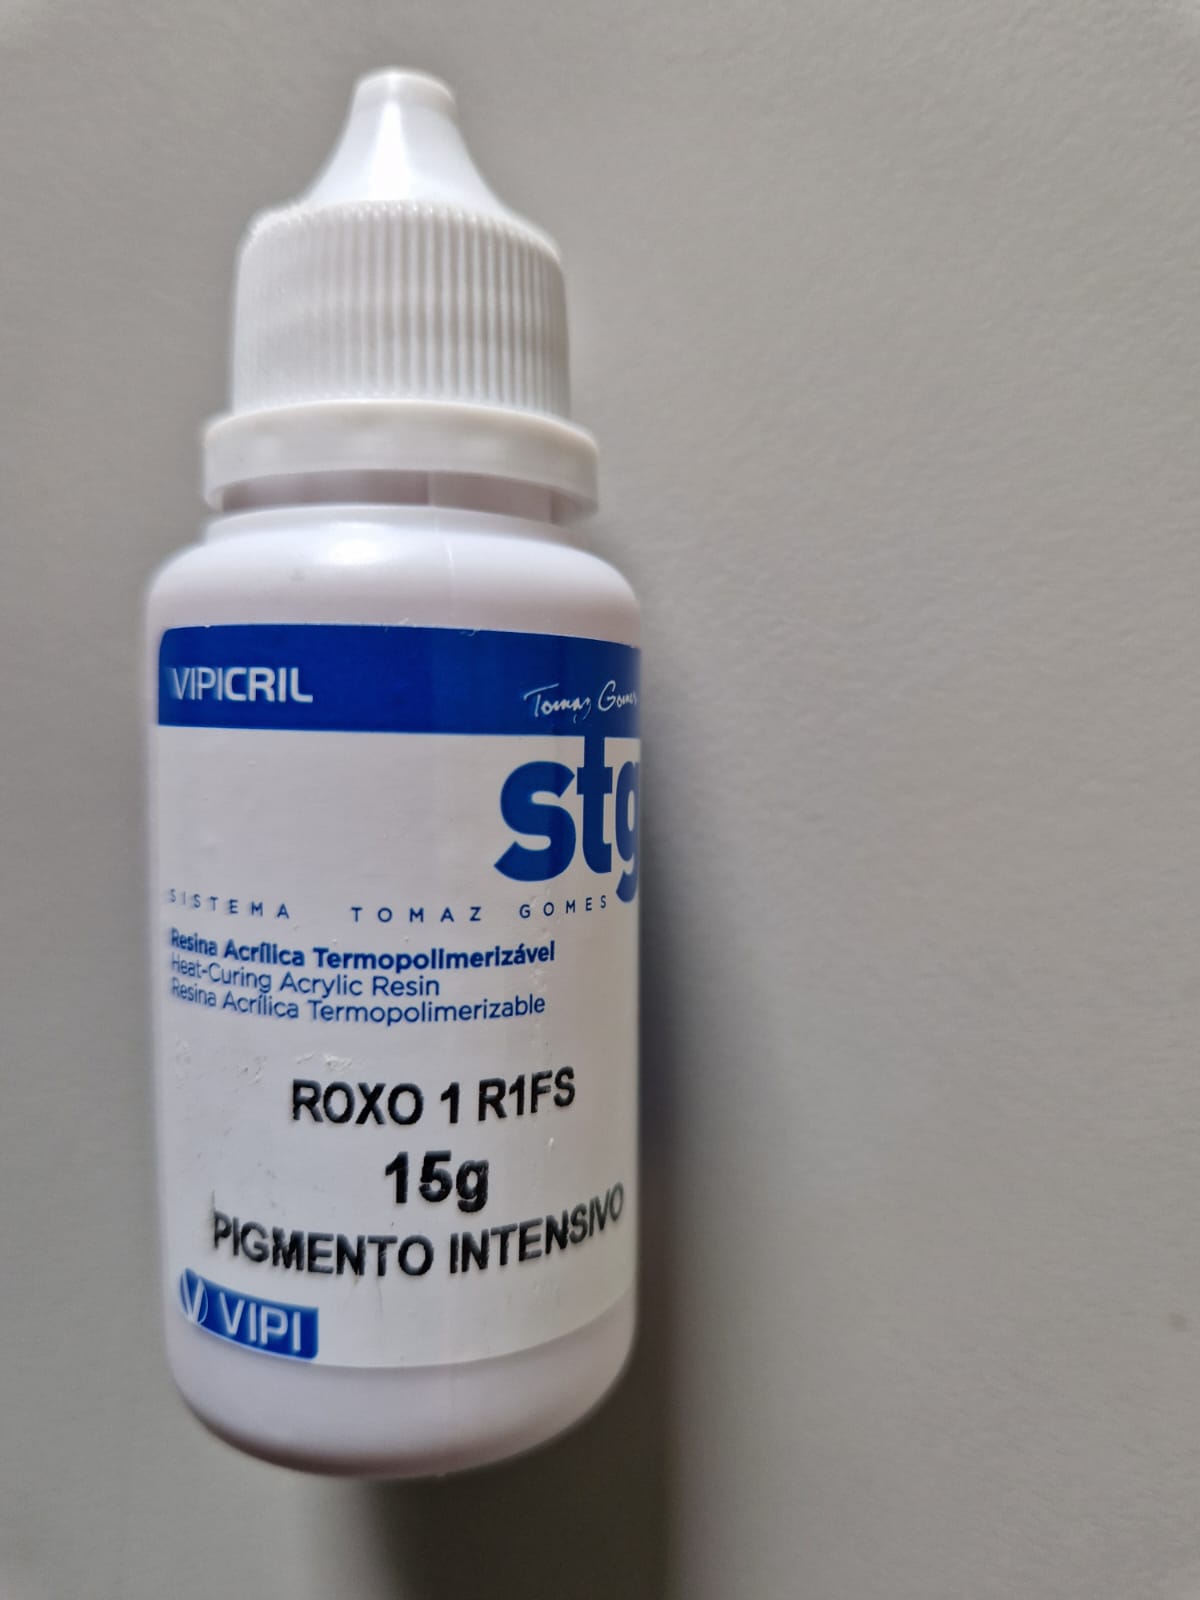 VIPICRIL
Tomaz Gomes
stg
SISTEMA TOMAZ GOMES
Resina Acrílica Termopolimerizável
Heat-Curing Acrylic Resin
Resina Acrílica Termopolimerizable
ROXO 1 R1FS
15g
PIGMENTO INTENSIVO
VIPI